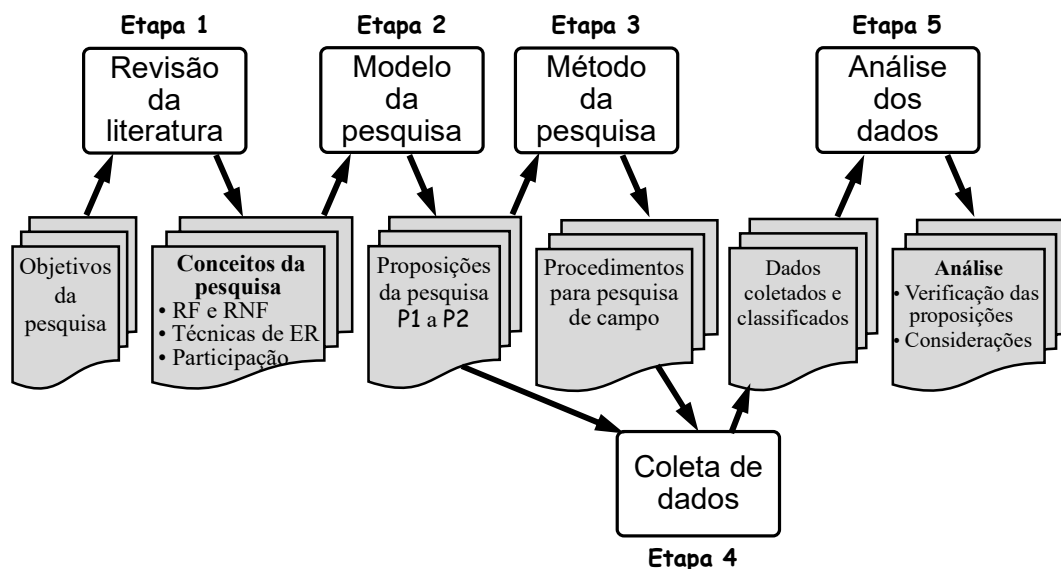 Etapa 1
Revisão
da
literatura
Etapa 2
Modelo
da
pesquisa
Etapa 3
Método
da
pesquisa
Etapa 5
Análise
dos
dados
Objetivos
da
pesquisa
Conceitos da
pesquisa
• RF e RNF
• Técnicas de ER
• Participação
Proposições
da pesquisa
P1 a P2
Procedimentos
para pesquisa
de campo
Dados
coletados e
classificados
Análise
• Verificação das
proposições
• Considerações
Coleta de
dados
Etapa 4